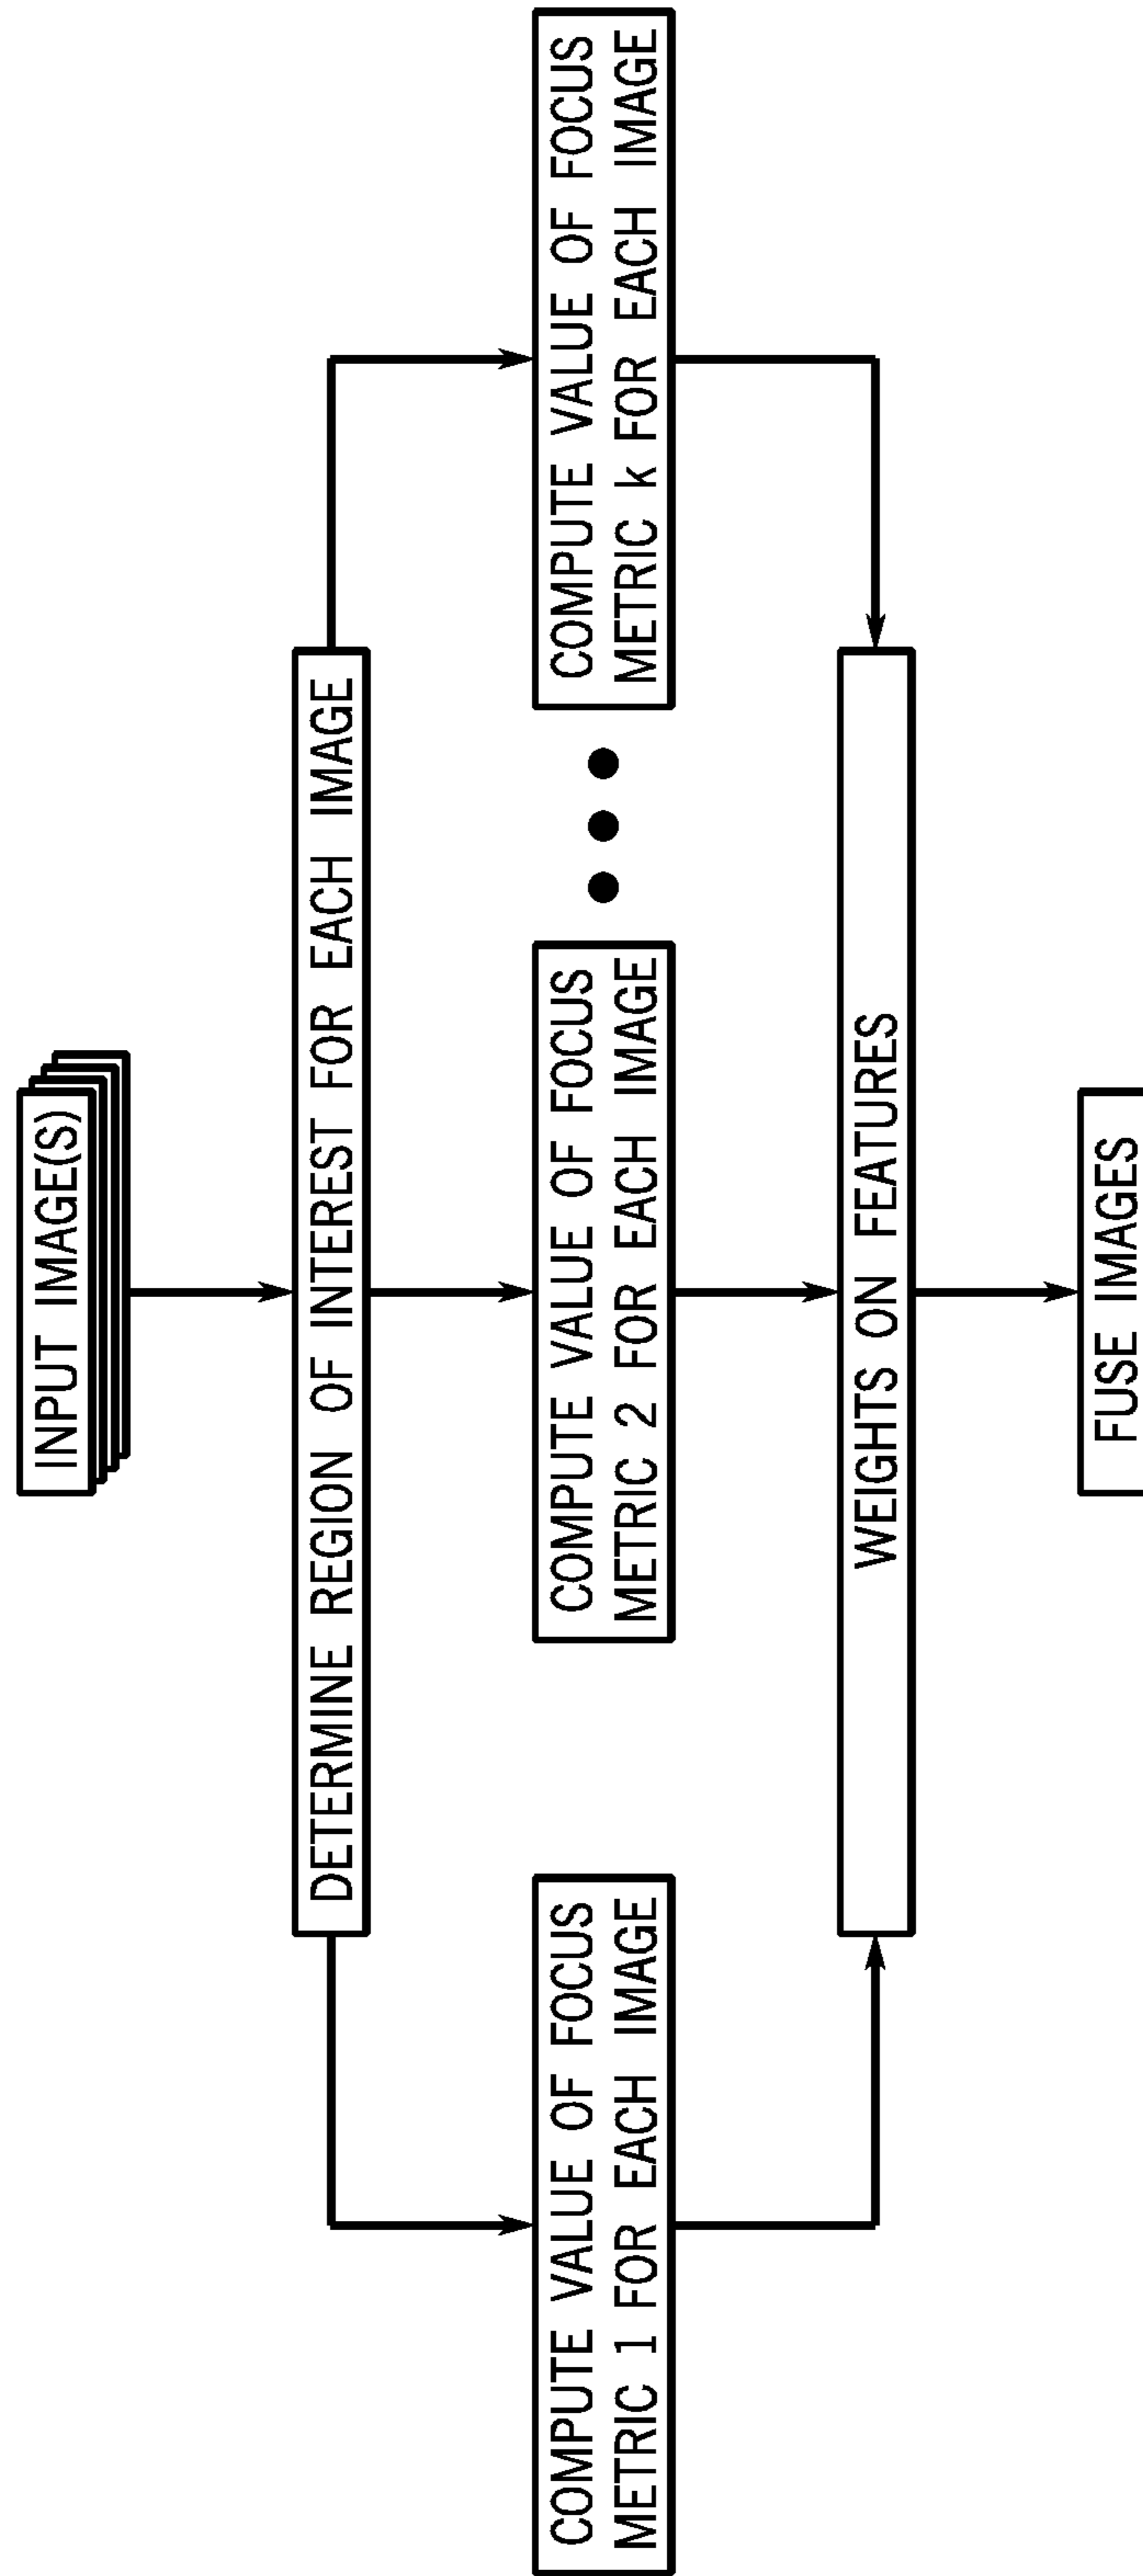 INPUT IMAGE(S)
DETERMINE REGION OF INTEREST FOR EACH IMAGE
COMPUTE VALUE OF FOCUS
METRIC 1 FOR EACH IMAGE
COMPUTE VALUE OF FOCUS
METRIC 2 FOR EACH IMAGE
COMPUTE VALUE OF FOCUS
METRIC k FOR EACH IMAGE
WEIGHTS ON FEATURES
FUSE IMAGES